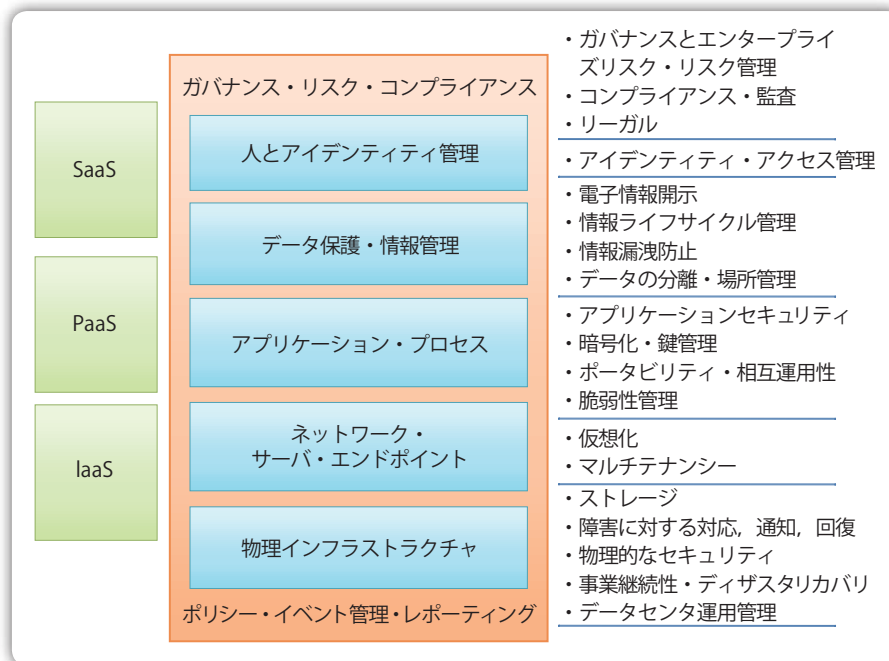 SaaS
PaaS
IaaS
ガバナンス・リスク・コンプライアンス
人とアイデンティティ管理
データ保護・情報管理
アプリケーション・プロセス
ネットワーク・
サーバ・エンドポイント
物理インフラストラクチャ
ポリシー・イベント管理・レポーティング
・ガバナンスとエンタープライ
ズリスク・リスク管理
・コンプライアンス・監査
・リーガル
・アイデンティティ・アクセス管理
・電子情報開示
・情報ライフサイクル管理
・情報漏洩防止
・データの分離・場所管理
・アプリケーションセキュリティ
・暗号化・鍵管理
・ポータビリティ・相互運用性
・脆弱性管理
・仮想化
・マルチテナンシー
・ストレージ
・障害に対する対応，通知，回復
・物理的なセキュリティ
・事業継続性・ディザスタリカバリ
・データセンタ運用管理